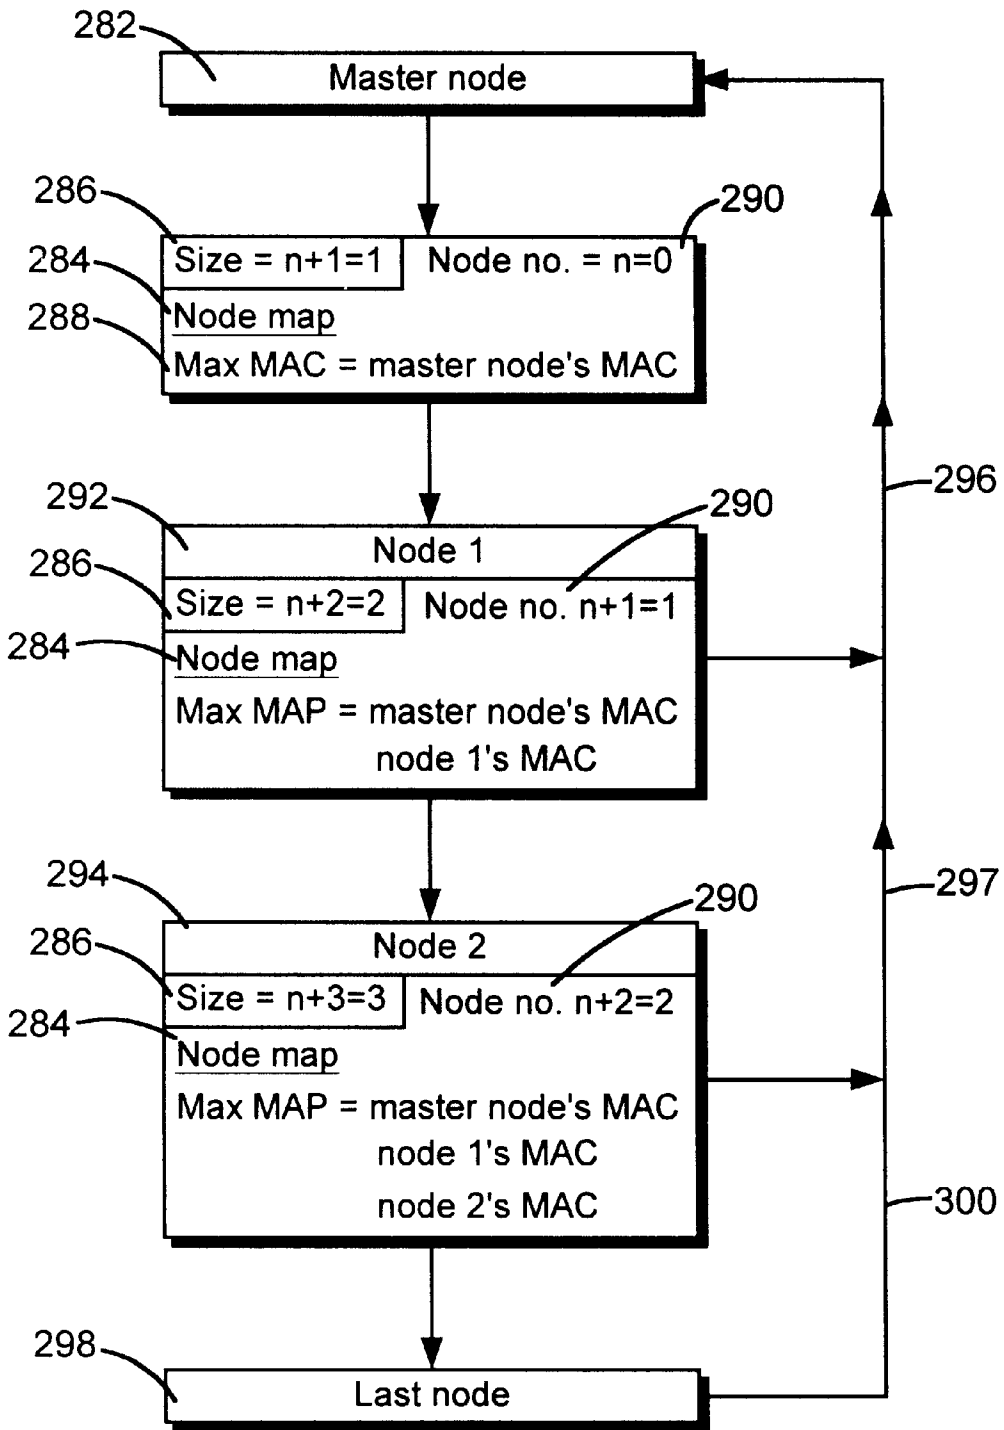 282
Master node
286
290
Size = n+1=1
Node no. = n=0
284
Node map
288
Max MAC = master node's MAC
292
290
296
Node 1
286
Size = n+2=2
Node no. n+1=1
284
Node map
Max MAP = master node's MAC
node 1's MAC
294
290
297
Node 2
286
Size = n+3=3
Node no. n+2=2
284
Node map
Max MAP = master node's MAC
node 1's MAC
node 2's MAC
300
298
Last node